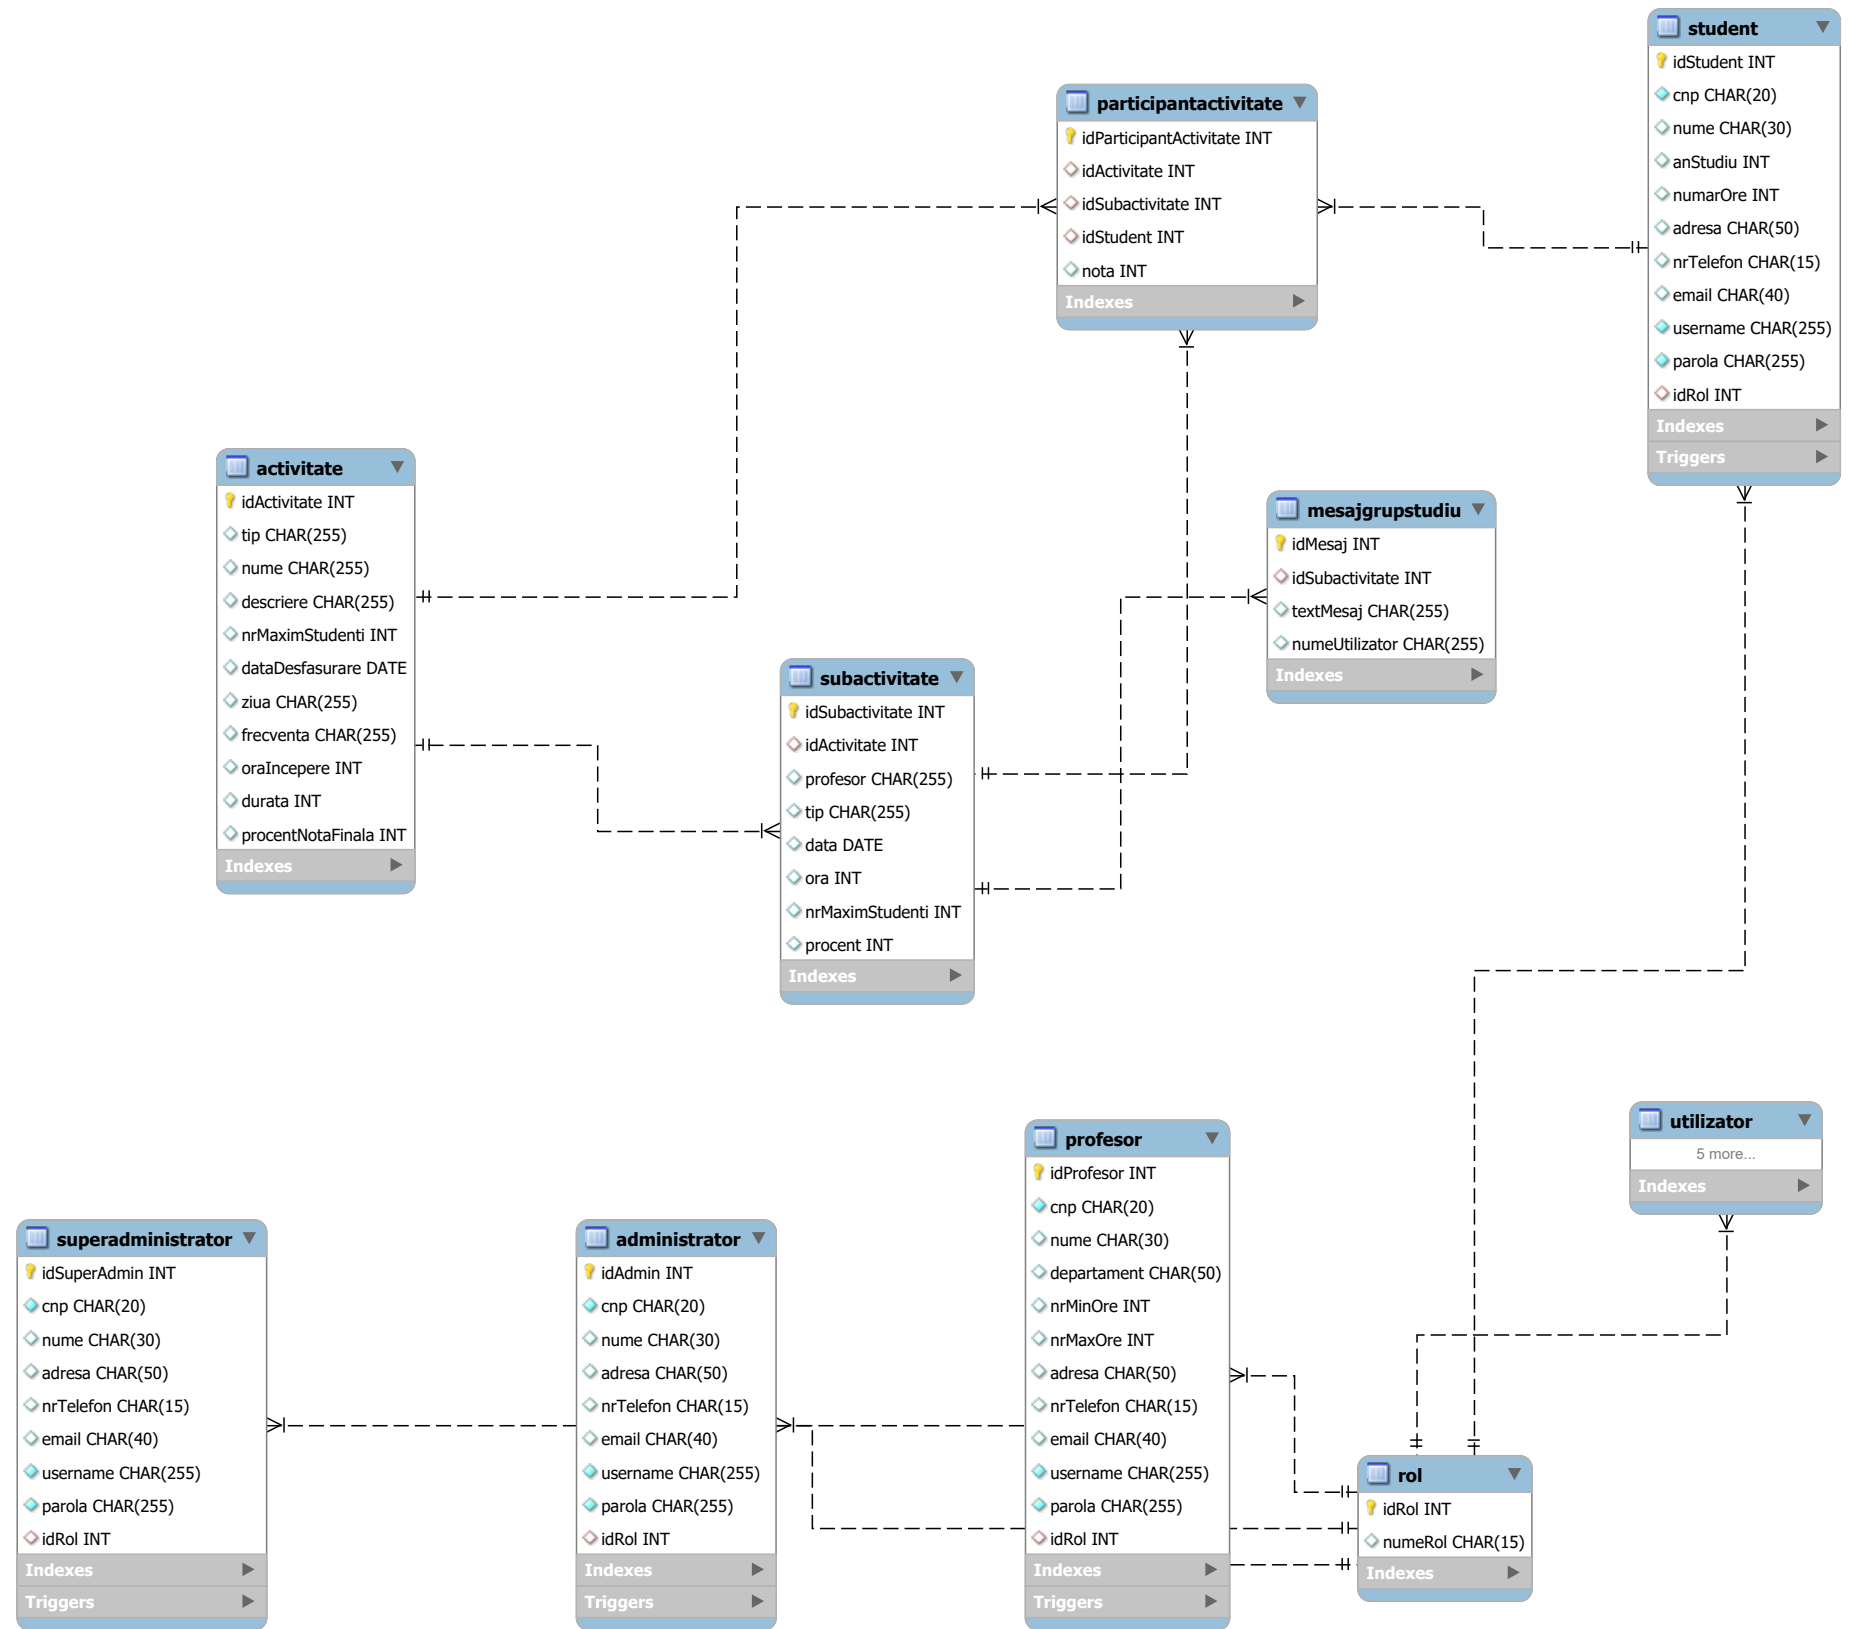 student
idStudent INT
cnp CHAR(20)
nume CHAR(30)
anStudiu INT
numarOre INT
adresa CHAR(50)
nrTelefon CHAR(15)
email CHAR(40)
username CHAR(255)
parola CHAR(255)
idRol INT
Indexes
Triggers
participantactivitate
idParticipantActivitate INT
idActivitate INT
idSubactivitate INT
idStudent INT
nota INT
Indexes
activitate
idActivitate INT
tip CHAR(255)
nume CHAR(255)
descriere CHAR(255)
nrMaximStudenti INT
dataDesfasurare DATE
ziua CHAR(255)
frecventa CHAR(255)
oraIncepere INT
durata INT
procentNotaFinala INT
Indexes
mesajgrupstudiu
idMesaj INT
idSubactivitate INT
textMesaj CHAR(255)
numeUtilizator CHAR(255)
Indexes
subactivitate
idSubactivitate INT
idActivitate INT
profesor CHAR(255)
tip CHAR(255)
data DATE
ora INT
nrMaximStudenti INT
procent INT
Indexes
utilizator
5 more...
Indexes
profesor
idProfesor INT
cnp CHAR(20)
nume CHAR(30)
departament CHAR(50)
nrMinOre INT
nrMaxOre INT
adresa CHAR(50)
nrTelefon CHAR(15)
email CHAR(40)
username CHAR(255)
parola CHAR(255)
idRol INT
Indexes
Triggers
superadministrator
idSuperAdmin INT
cnp CHAR(20)
nume CHAR(30)
adresa CHAR(50)
nrTelefon CHAR(15)
email CHAR(40)
username CHAR(255)
parola CHAR(255)
idRol INT
Indexes
Triggers
administrator
idAdmin INT
cnp CHAR(20)
nume CHAR(30)
adresa CHAR(50)
nrTelefon CHAR(15)
email CHAR(40)
username CHAR(255)
parola CHAR(255)
idRol INT
Indexes
Triggers
rol
idRol INT
numeRol CHAR(15)
Indexes